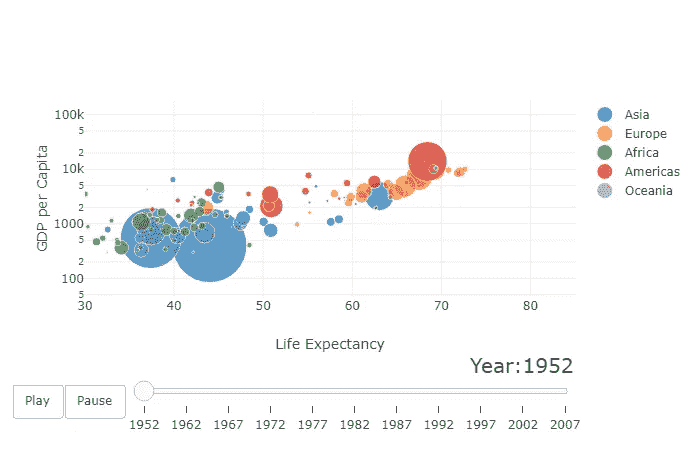 100k
5
2
10k
5
2
1000
5
2
100
5
GDP per Capita
30 40 50 60 70 80
Life Expectancy
Asia
Europe
Africa
Americas
Oceania
Year:1952
Play Pause
1952 1962 1967 1972 1977 1982 1987 1992 1997 2002 2007